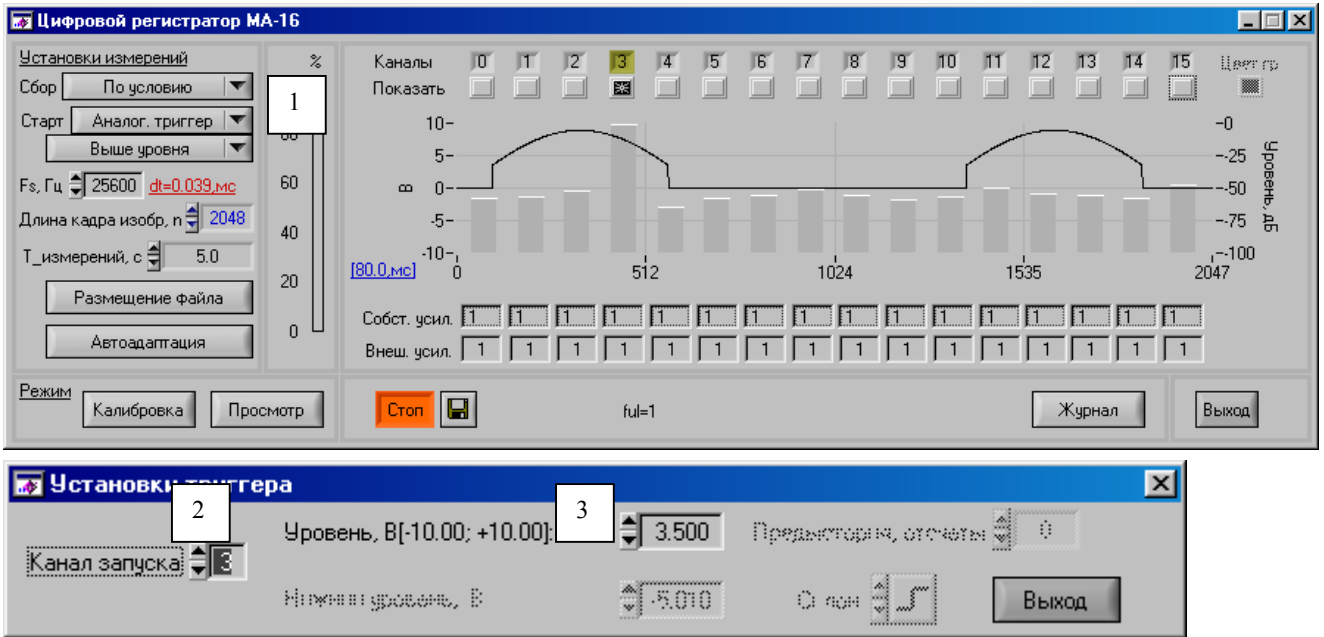 Цифровой регистратор МА-16
Установки измерений
%
Каналы 0 1 2 3 4 5 6 7 8 9 10 11 12 13 14 15 Цвет гр
Сбор По условию
1
Показать
Старт Аналог. триггер
Выше уровня
80
10 5 0 -5 -10
В
-0 --25 --50 --75 --100
Уровень, дБ
Fs, Гц 25600 dt=0.039,мс
60
Длина кадра изобр, n 2048
40
Т_измерений, с 5.0
[80.0,мс] 0 512 1024 1535 2047
20
Размещение файла
Собст. усил. 1 1 1 1 1 1 1 1 1 1 1 1 1 1 1 1
0
Автоадаптация
Внеш. усил. 1 1 1 1 1 1 1 1 1 1 1 1 1 1 1 1
Режим
Калибровка Просмотр Стоп ful=1 Журнал Выход
Установки триггера
2
3
Уровень, В[-10.00; +10.00]: 3.500 Предыстория, отсчеты 0
Канал запуска 3
Нижний уровень, В -5.010
Выход